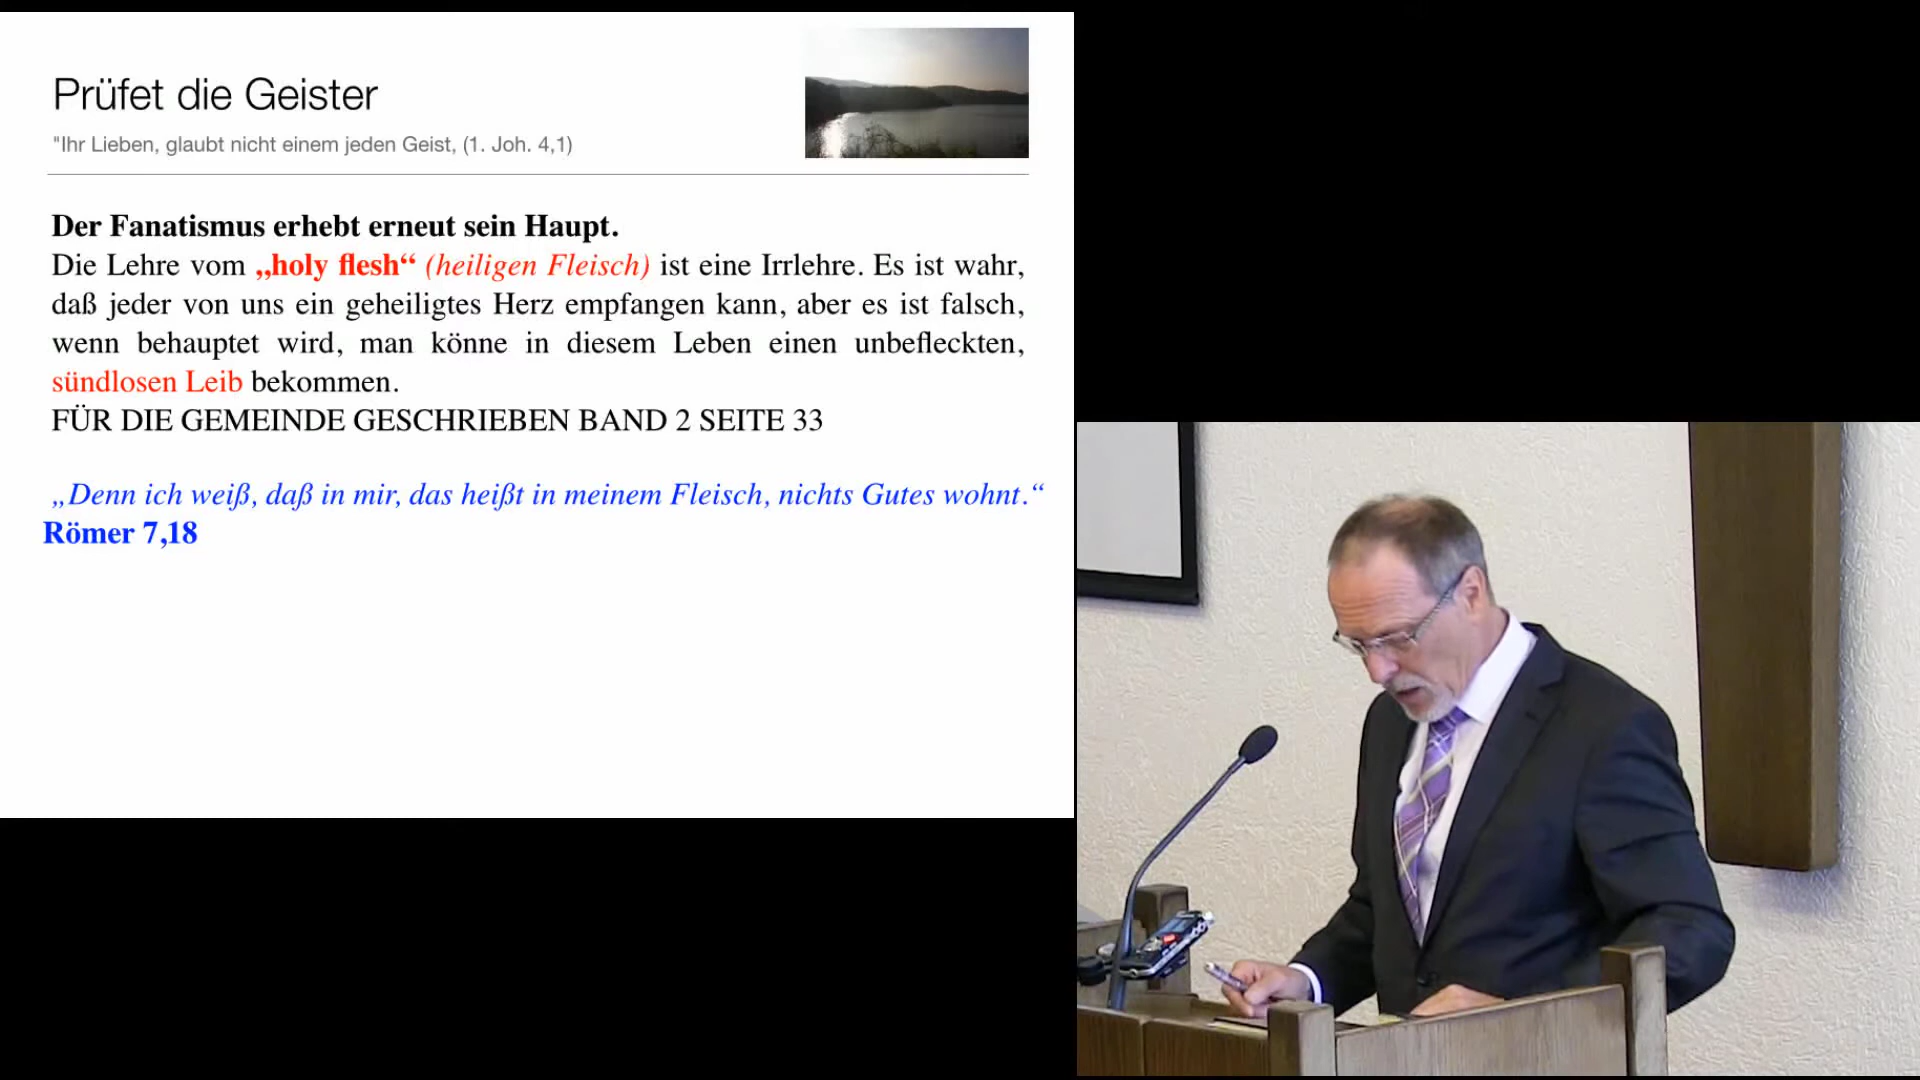 Prüfet die Geister
"Ihr Lieben, glaubt nicht einem jeden Geist, (1. Joh. 4,1)
Der Fanatismus erhebt erneut sein Haupt.
Die Lehre vom „holy flesh“ (heiligen Fleisch) ist eine Irrlehre. Es ist wahr,
daß jeder von uns ein geheiligtes Herz empfangen kann, aber es ist falsch,
wenn behauptet wird, man könne in diesem Leben einen unbefleckten,
sündlosen Leib bekommen.
FÜR DIE GEMEINDE GESCHRIEBEN BAND 2 SEITE 33
„Denn ich weiß, daß in mir, das heißt in meinem Fleisch, nichts Gutes wohnt.“
Römer 7,18